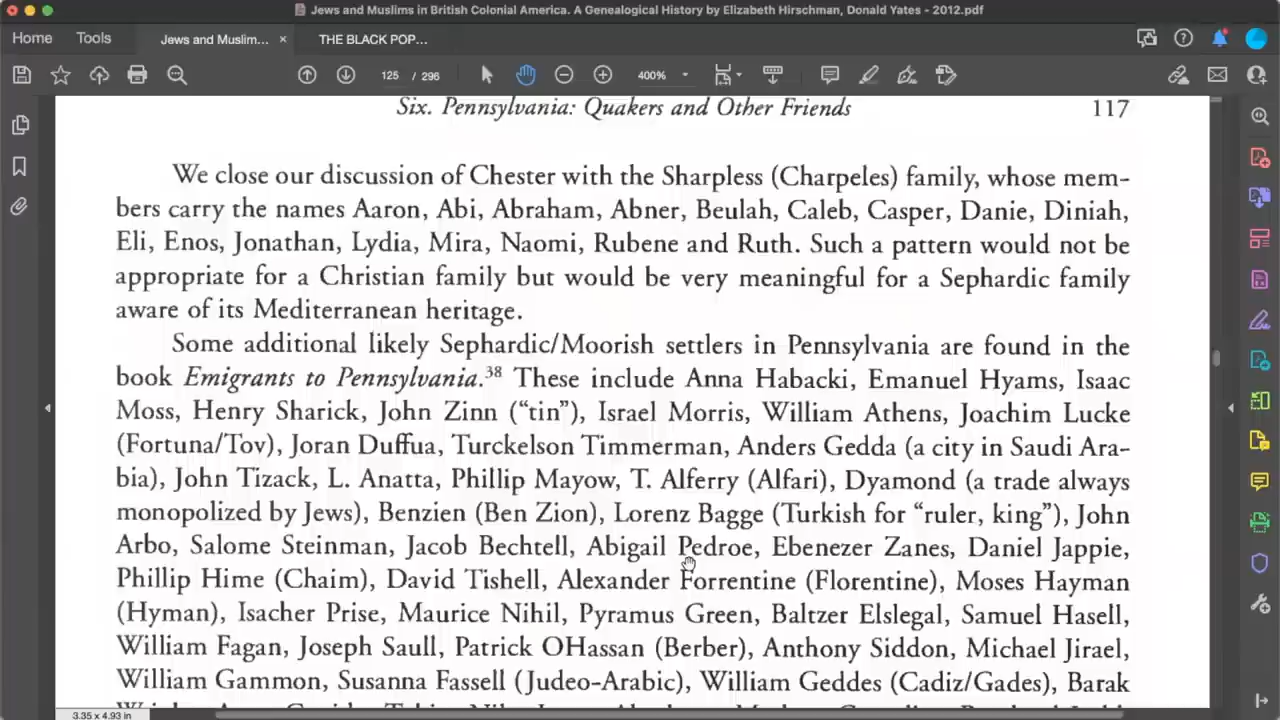 Jews and Muslims in British Colonial America. A Genealogical History by Elizabeth Hirschman, Donald Yates - 2012.pdf
Home Tools Jews and Muslim... × THE BLACK POP...
125 / 296 400%
Six. Pennsylvania: Quakers and Other Friends 117
We close our discussion of Chester with the Sharpless (Charpeles) family, whose mem-
bers carry the names Aaron, Abi, Abraham, Abner, Beulah, Caleb, Casper, Danie, Diniah,
Eli, Enos, Jonathan, Lydia, Mira, Naomi, Rubene and Ruth. Such a pattern would not be
appropriate for a Christian family but would be very meaningful for a Sephardic family
aware of its Mediterranean heritage.
Some additional likely Sephardic/Moorish settlers in Pennsylvania are found in the
book Emigrants to Pennsylvania.38 These include Anna Habacki, Emanuel Hyams, Isaac
Moss, Henry Sharick, John Zinn (“tin”), Israel Morris, William Athens, Joachim Lucke
(Fortuna/Tov), Joran Duffua, Turckelson Timmerman, Anders Gedda (a city in Saudi Ara-
bia), John Tizack, L. Anatta, Phillip Mayow, T. Alferry (Alfari), Dyamond (a trade always
monopolized by Jews), Benzien (Ben Zion), Lorenz Bagge (Turkish for “ruler, king”), John
Arbo, Salome Steinman, Jacob Bechtell, Abigail Pedroe, Ebenezer Zanes, Daniel Jappie,
Phillip Hime (Chaim), David Tishell, Alexander Forrentine (Florentine), Moses Hayman
(Hyman), Isacher Prise, Maurice Nihil, Pyramus Green, Baltzer Elslegal, Samuel Hasell,
William Fagan, Joseph Saull, Patrick OHassan (Berber), Anthony Siddon, Michael Jirael,
William Gammon, Susanna Fassell (Judeo-Arabic), William Geddes (Cadiz/Gades), Barak
3.35 x 4.93 in